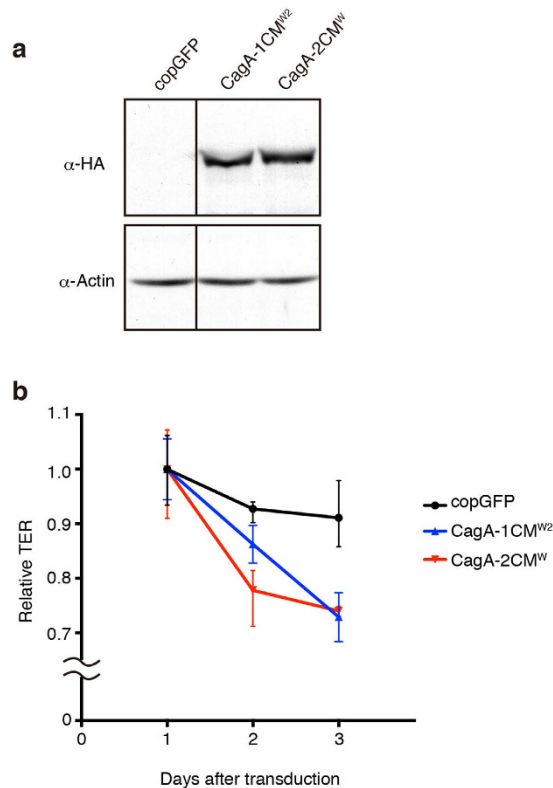 a
copGFP
CagA-1CMᵂ²
CagA-2CMᵂ
α-HA
α-Actin
b
1.1
1.0
0.9
0.8
0.7
0
Relative TER
0 1 2 3
Days after transduction
copGFP
CagA-1CMᵂ²
CagA-2CMᵂ